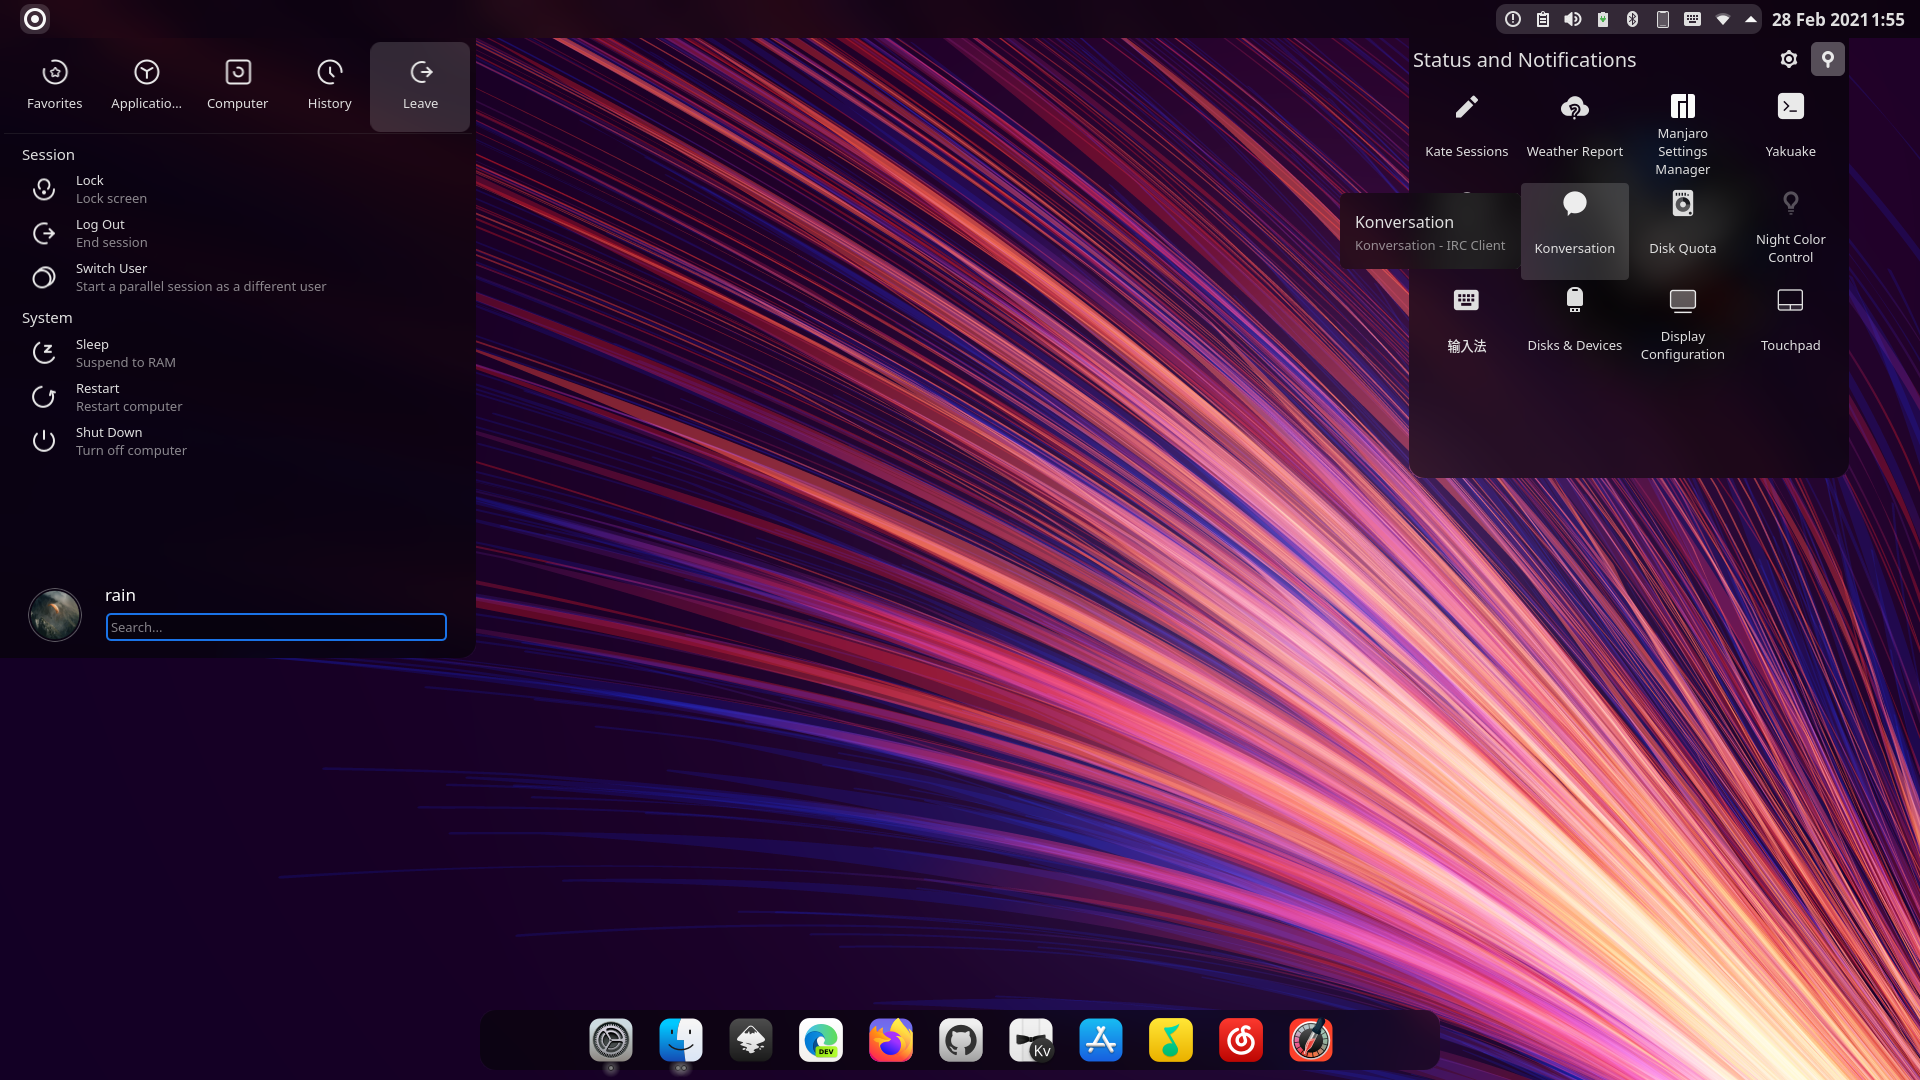 28 Feb 2021 1:55
Favorites
Applicatio...
Computer
History
Leave
Session
Lock
Lock screen
Log Out
End session
Switch User
Start a parallel session as a different user
System
Sleep
Suspend to RAM
Restart
Restart computer
Shut Down
Turn off computer
rain
Search...
Status and Notifications
Kate Sessions
Weather Report
Manjaro
Settings
Manager
Yakuake
Konversation
Konversation - IRC Client
Konversation
Disk Quota
Night Color
Control
输入法
Disks & Devices
Display
Configuration
Touchpad
DEV
Kv